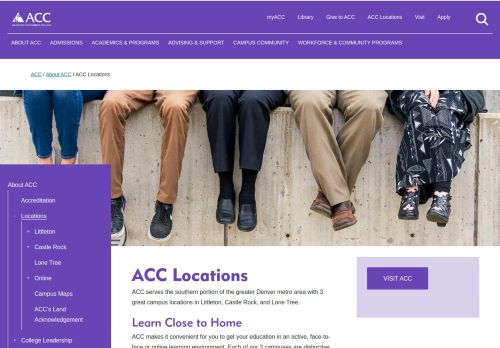 ACC
myACC Library Give to ACC ACC Locations Visit Apply
ABOUT ACC ADMISSIONS ACADEMICS & PROGRAMS ADVISING & SUPPORT CAMPUS COMMUNITY WORKFORCE & COMMUNITY PROGRAMS
ACC / About ACC / ACC Locations
About ACC
Accreditation
Locations
Littleton
Castle Rock
Lone Tree
Online
Campus Maps
ACC's Land
Acknowledgement
College Leadership
ACC Locations
ACC serves the southern portion of the greater Denver metro area with 3
great campus locations in Littleton, Castle Rock, and Lone Tree.
Learn Close to Home
ACC makes it convenient for you to get your education in an active, face-to-
face or online learning environment. Each of our 3 campuses are distinctive
VISIT ACC